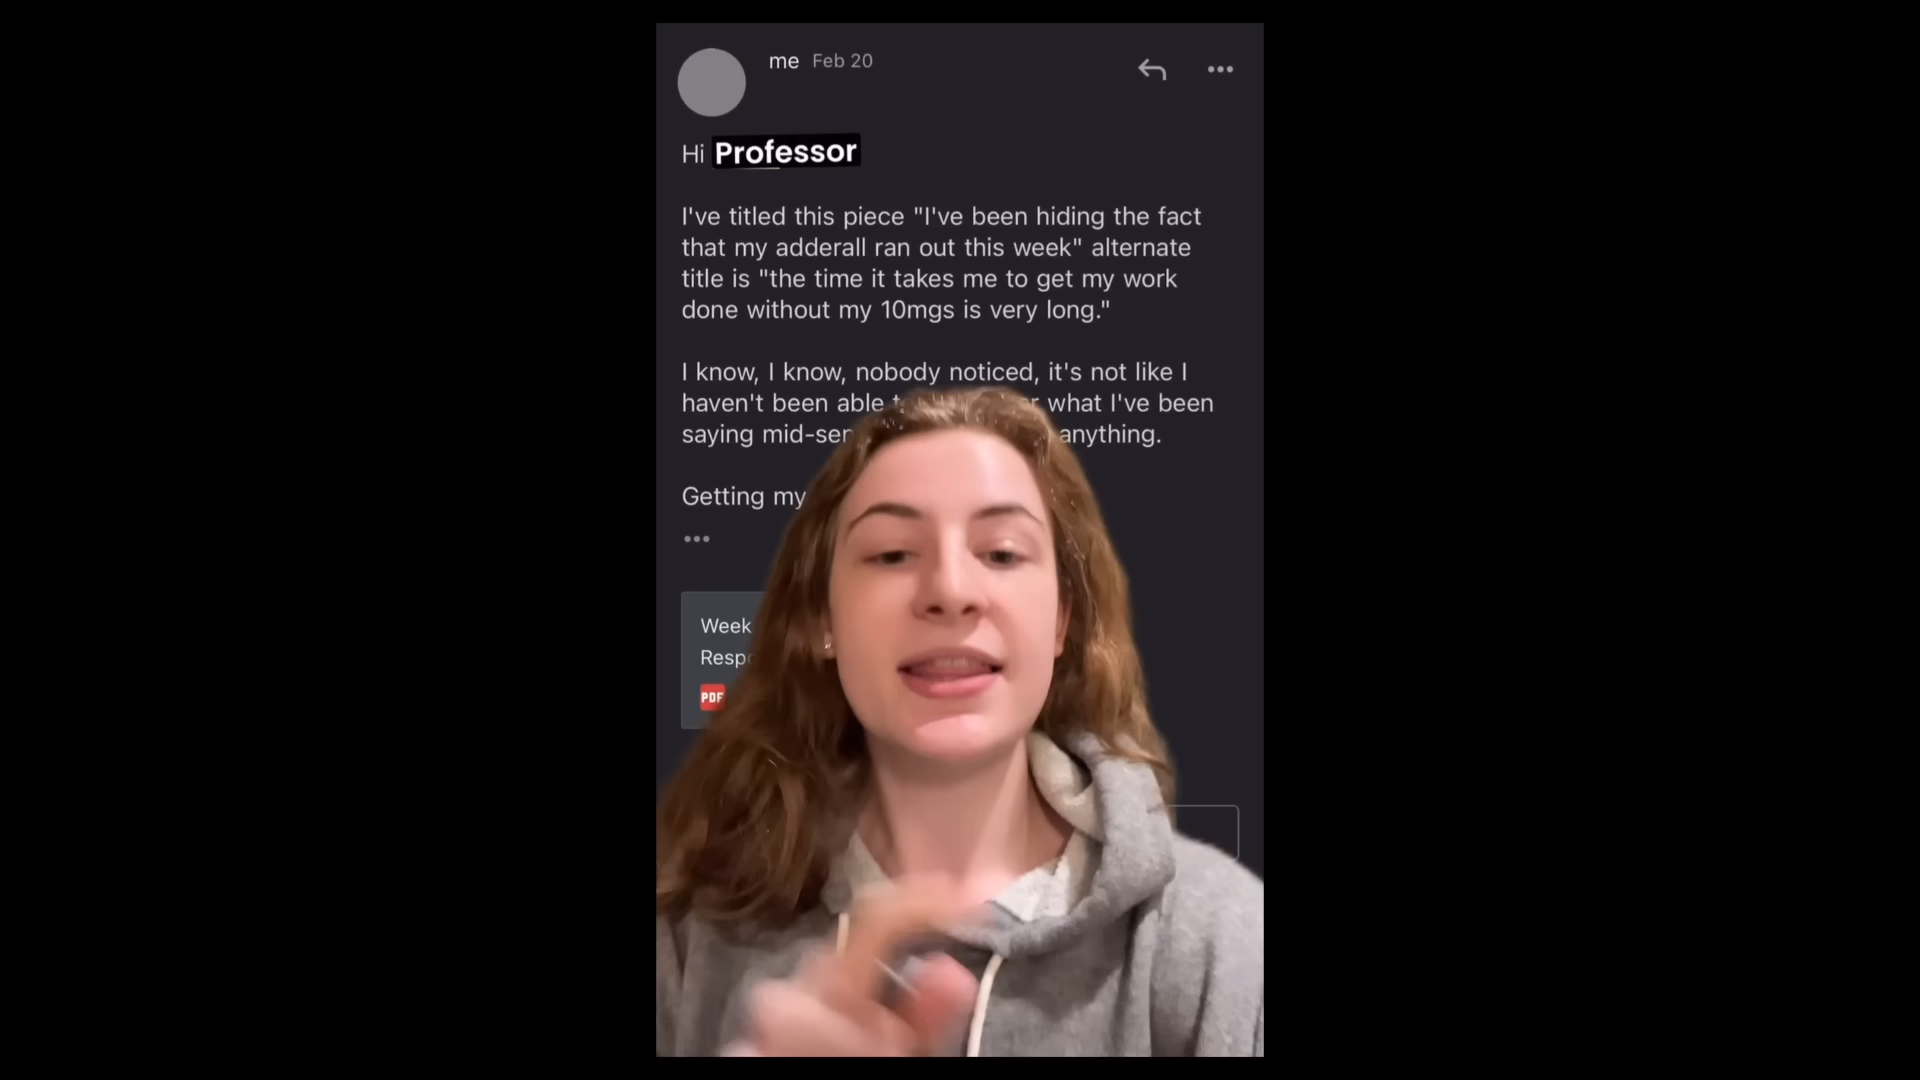 me Feb 20
Hi Professor
I've titled this piece "I've been hiding the fact
that my adderall ran out this week" alternate
title is "the time it takes me to get my work
done without my 10mgs is very long."
I know, I know, nobody noticed, it's not like I
haven't been able what I've been
saying anything.
Getting my
Week
PDF